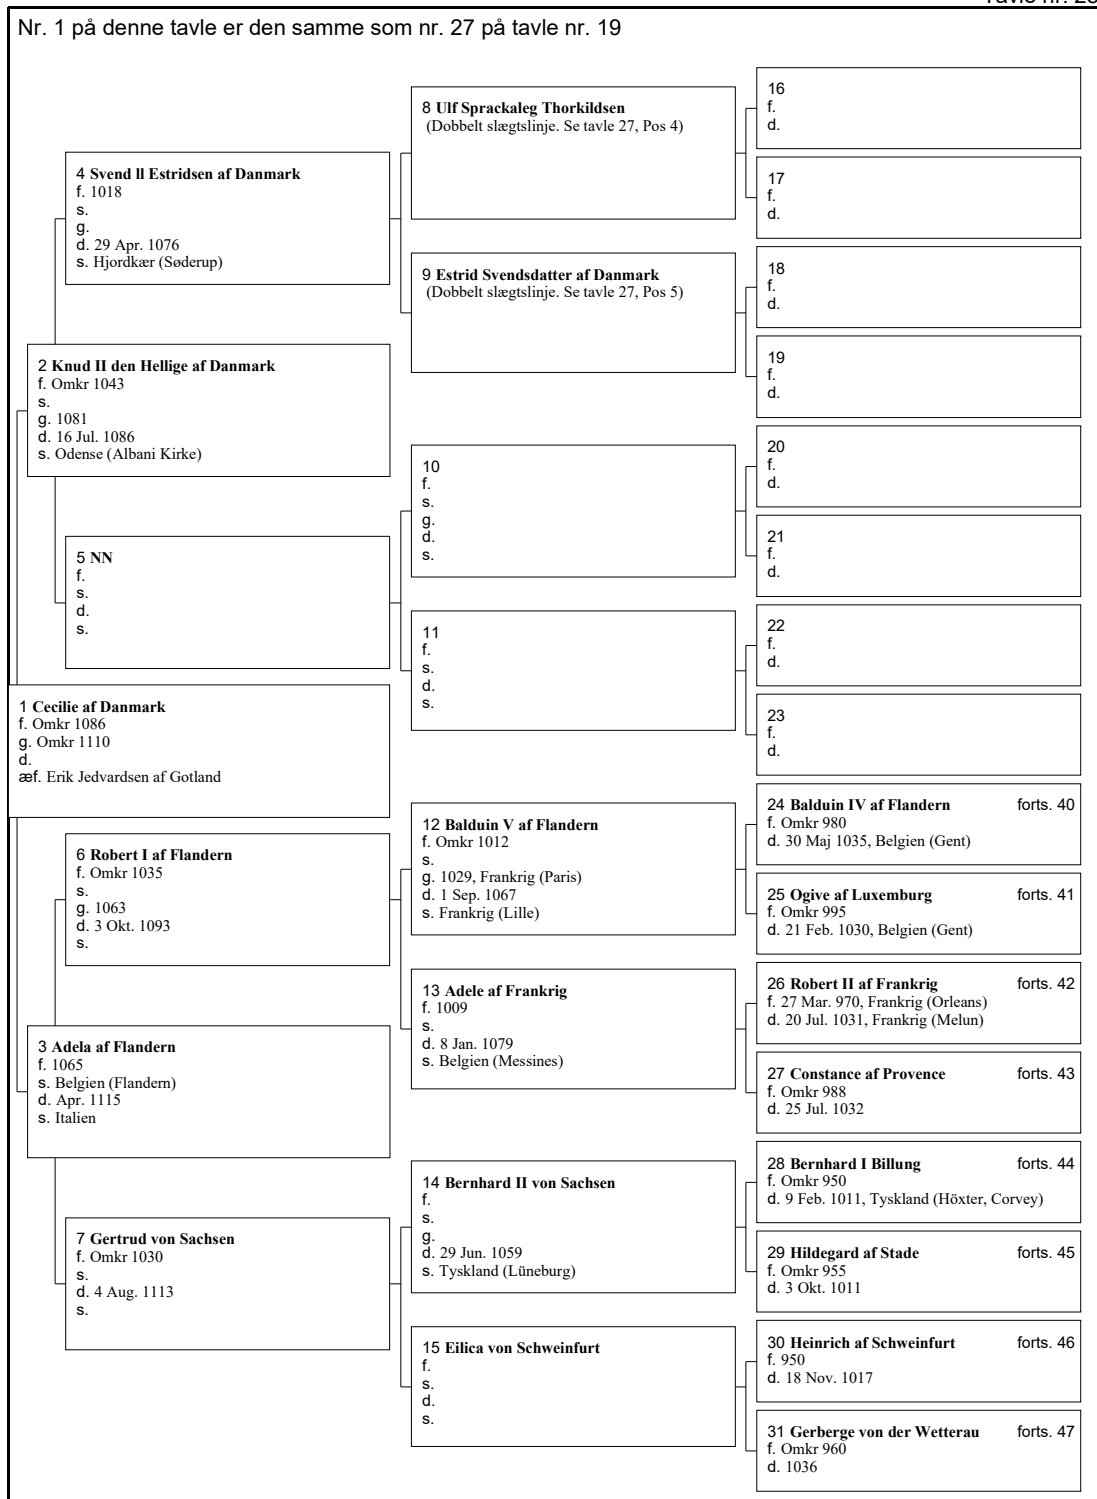 Nr. 1 på denne tavle er den samme som nr. 27 på tavle nr. 19
16
f.
d.
8 Ulf Sprackaleg Thorkildsen
(Dobbelt slægtslinje. Se tavle 27, Pos 4)
17
f.
d.
4 Svend ll Estridsen af Danmark
f. 1018
s.
g.
d. 29 Apr. 1076
s. Hjordkær (Søderup)
18
f.
d.
9 Estrid Svendsdatter af Danmark
(Dobbelt slægtslinje. Se tavle 27, Pos 5)
19
f.
d.
2 Knud II den Hellige af Danmark
f. Omkr 1043
s.
g. 1081
d. 16 Jul. 1086
s. Odense (Albani Kirke)
20
f.
d.
10
f.
s.
g.
d.
s.
21
f.
d.
5 NN
f.
s.
d.
s.
22
f.
d.
11
f.
s.
d.
s.
23
f.
d.
1 Cecilie af Danmark
f. Omkr 1086
g. Omkr 1110
d.
æf. Erik Jedvardsen af Gotland
24 Balduin IV af Flandern forts. 40
f. Omkr 980
d. 30 Maj 1035, Belgien (Gent)
12 Balduin V af Flandern
f. Omkr 1012
s.
g. 1029, Frankrig (Paris)
d. 1 Sep. 1067
s. Frankrig (Lille)
25 Ogive af Luxemburg forts. 41
f. Omkr 995
d. 21 Feb. 1030, Belgien (Gent)
6 Robert I af Flandern
f. Omkr 1035
s.
g. 1063
d. 3 Okt. 1093
s.
26 Robert II af Frankrig forts. 42
f. 27 Mar. 970, Frankrig (Orleans)
d. 20 Jul. 1031, Frankrig (Melun)
13 Adele af Frankrig
f. 1009
s.
d. 8 Jan. 1079
s. Belgien (Messines)
27 Constance af Provence forts. 43
f. Omkr 988
d. 25 Jul. 1032
3 Adela af Flandern
f. 1065
s. Belgien (Flandern)
d. Apr. 1115
s. Italien
28 Bernhard I Billung forts. 44
f. Omkr 950
d. 9 Feb. 1011, Tyskland (Höxter, Corvey)
14 Bernhard II von Sachsen
f.
s.
g.
d. 29 Jun. 1059
s. Tyskland (Lüneburg)
29 Hildegard af Stade forts. 45
f. Omkr 955
d. 3 Okt. 1011
7 Gertrud von Sachsen
f. Omkr 1030
s.
d. 4 Aug. 1113
s.
30 Heinrich af Schweinfurt forts. 46
f. 950
d. 18 Nov. 1017
15 Eilica von Schweinfurt
f.
s.
d.
s.
31 Gerberge von der Wetterau forts. 47
f. Omkr 960
d. 1036